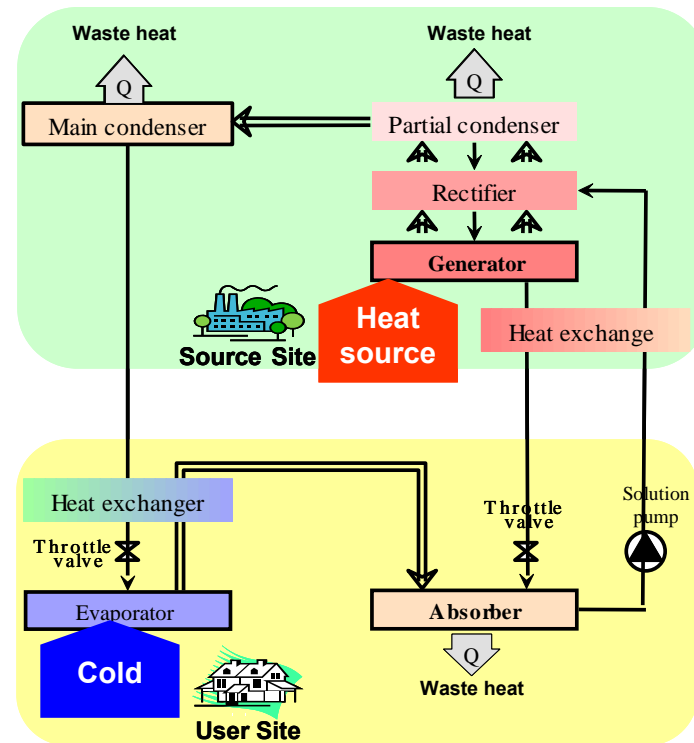 Waste heat
Waste heat
Q
Q
Main condenser
Partial condenser
Rectifier
Generator
Heat
source
Heat exchange
Source Site
Heat exchanger
Throttle
valve
Throttle
valve
Solution
pump
Evaporator
Absorber
Cold
Q
Waste heat
User Site